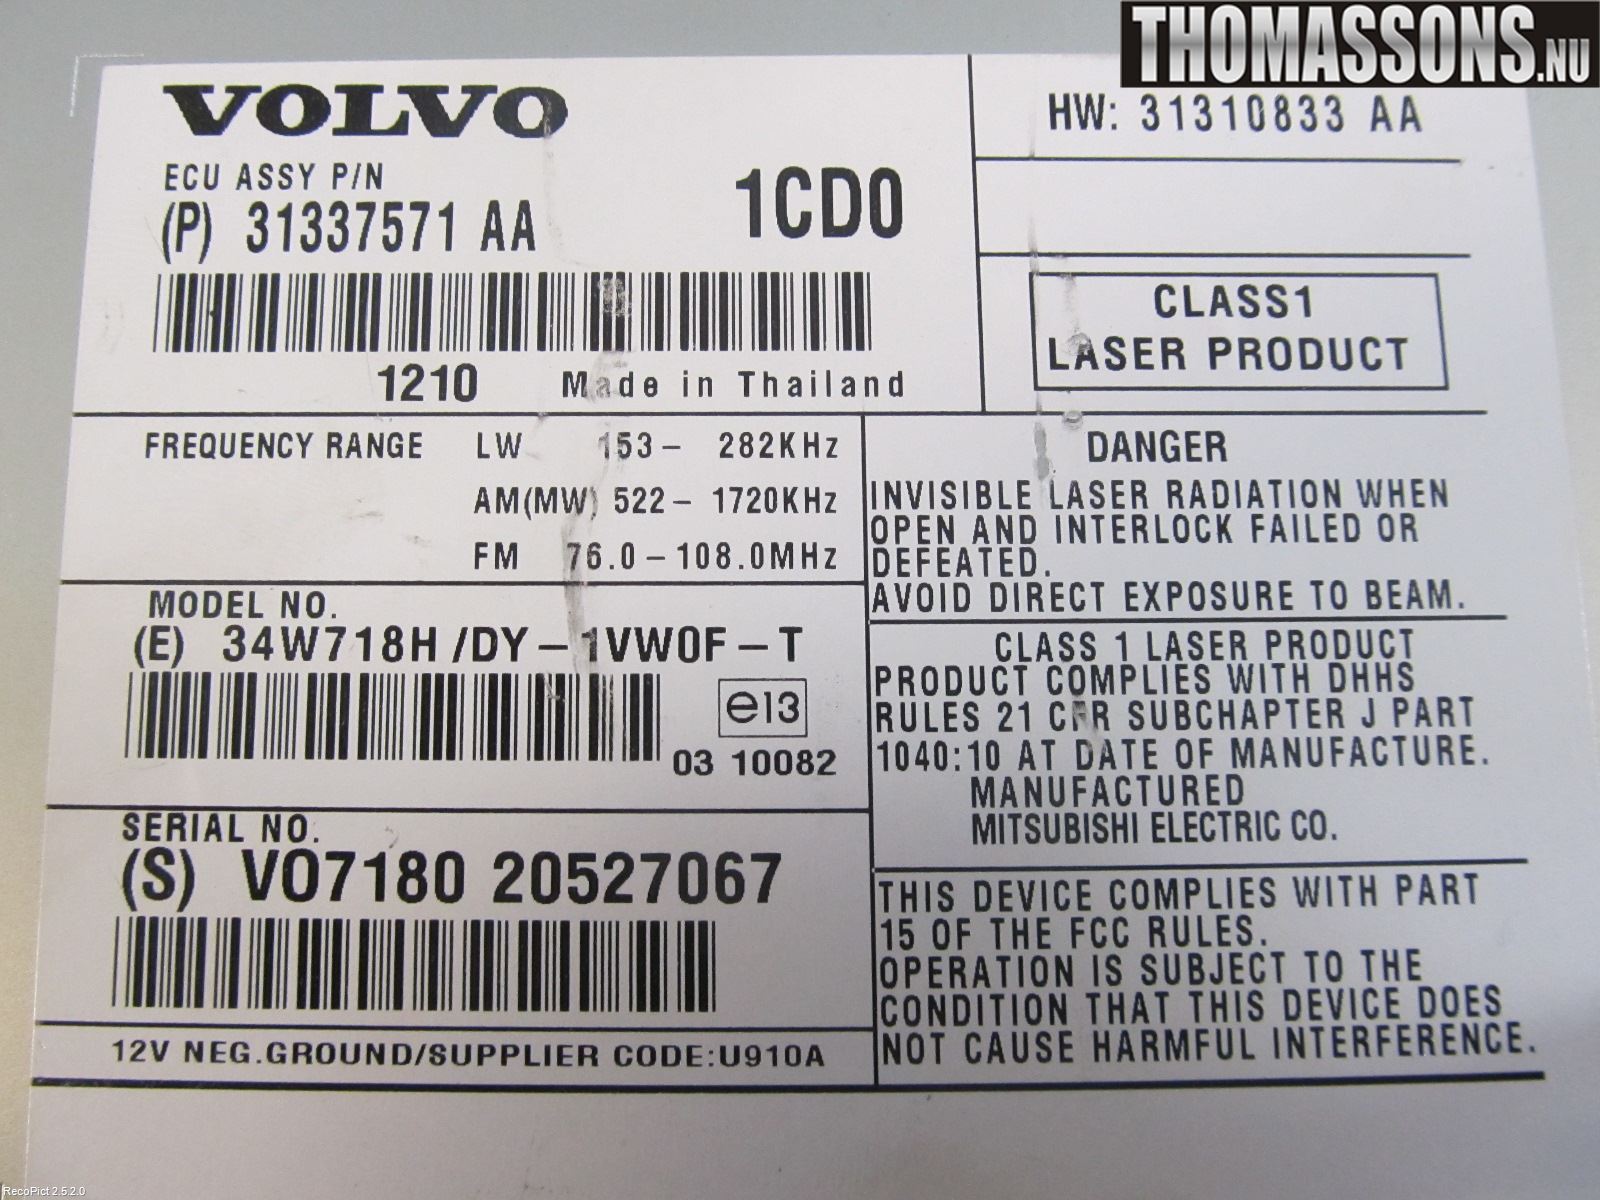 THOMASSONS.NU
VOLVO
ECU ASSY P/N
(P) 31337571 AA
1CD0
1210 Made in Thailand
HW: 31310833 AA
CLASS1
LASER PRODUCT
FREQUENCY RANGE LW 153- 282KHz
AM(MW) 522- 1720KHz
FM 76.0-108.0MHz
MODEL NO.
(E) 34W718H /DY-1VW0F-T
e13
03 10082
SERIAL NO.
(S) VO7180 20527067
12V NEG.GROUND/SUPPLIER CODE:U910A
DANGER
INVISIBLE LASER RADIATION WHEN
OPEN AND INTERLOCK FAILED OR
DEFEATED.
AVOID DIRECT EXPOSURE TO BEAM.
CLASS 1 LASER PRODUCT
PRODUCT COMPLIES WITH DHHS
RULES 21 CFR SUBCHAPTER J PART
1040:10 AT DATE OF MANUFACTURE.
MANUFACTURED
MITSUBISHI ELECTRIC CO.
THIS DEVICE COMPLIES WITH PART
15 OF THE FCC RULES.
OPERATION IS SUBJECT TO THE
CONDITION THAT THIS DEVICE DOES
NOT CAUSE HARMFUL INTERFERENCE.
RecoPict 2.5.2.0